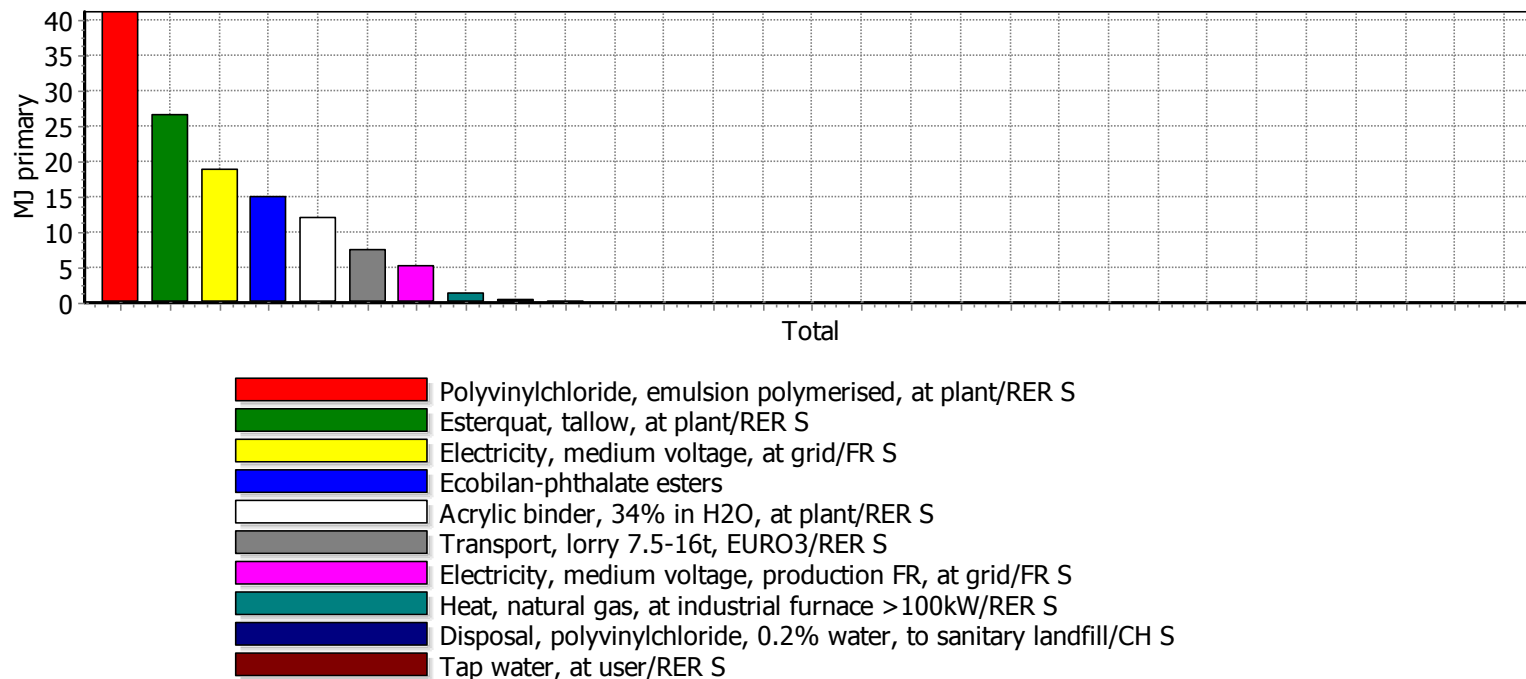 40
35
30
25
20
15
10
5
0
MJ primary
Total
Polyvinylchloride, emulsion polymerised, at plant/RER S
Esterquat, tallow, at plant/RER S
Electricity, medium voltage, at grid/FR S
Ecobilan-phthalate esters
Acrylic binder, 34% in H2O, at plant/RER S
Transport, lorry 7.5-16t, EURO3/RER S
Electricity, medium voltage, production FR, at grid/FR S
Heat, natural gas, at industrial furnace >100kW/RER S
Disposal, polyvinylchloride, 0.2% water, to sanitary landfill/CH S
Tap water, at user/RER S